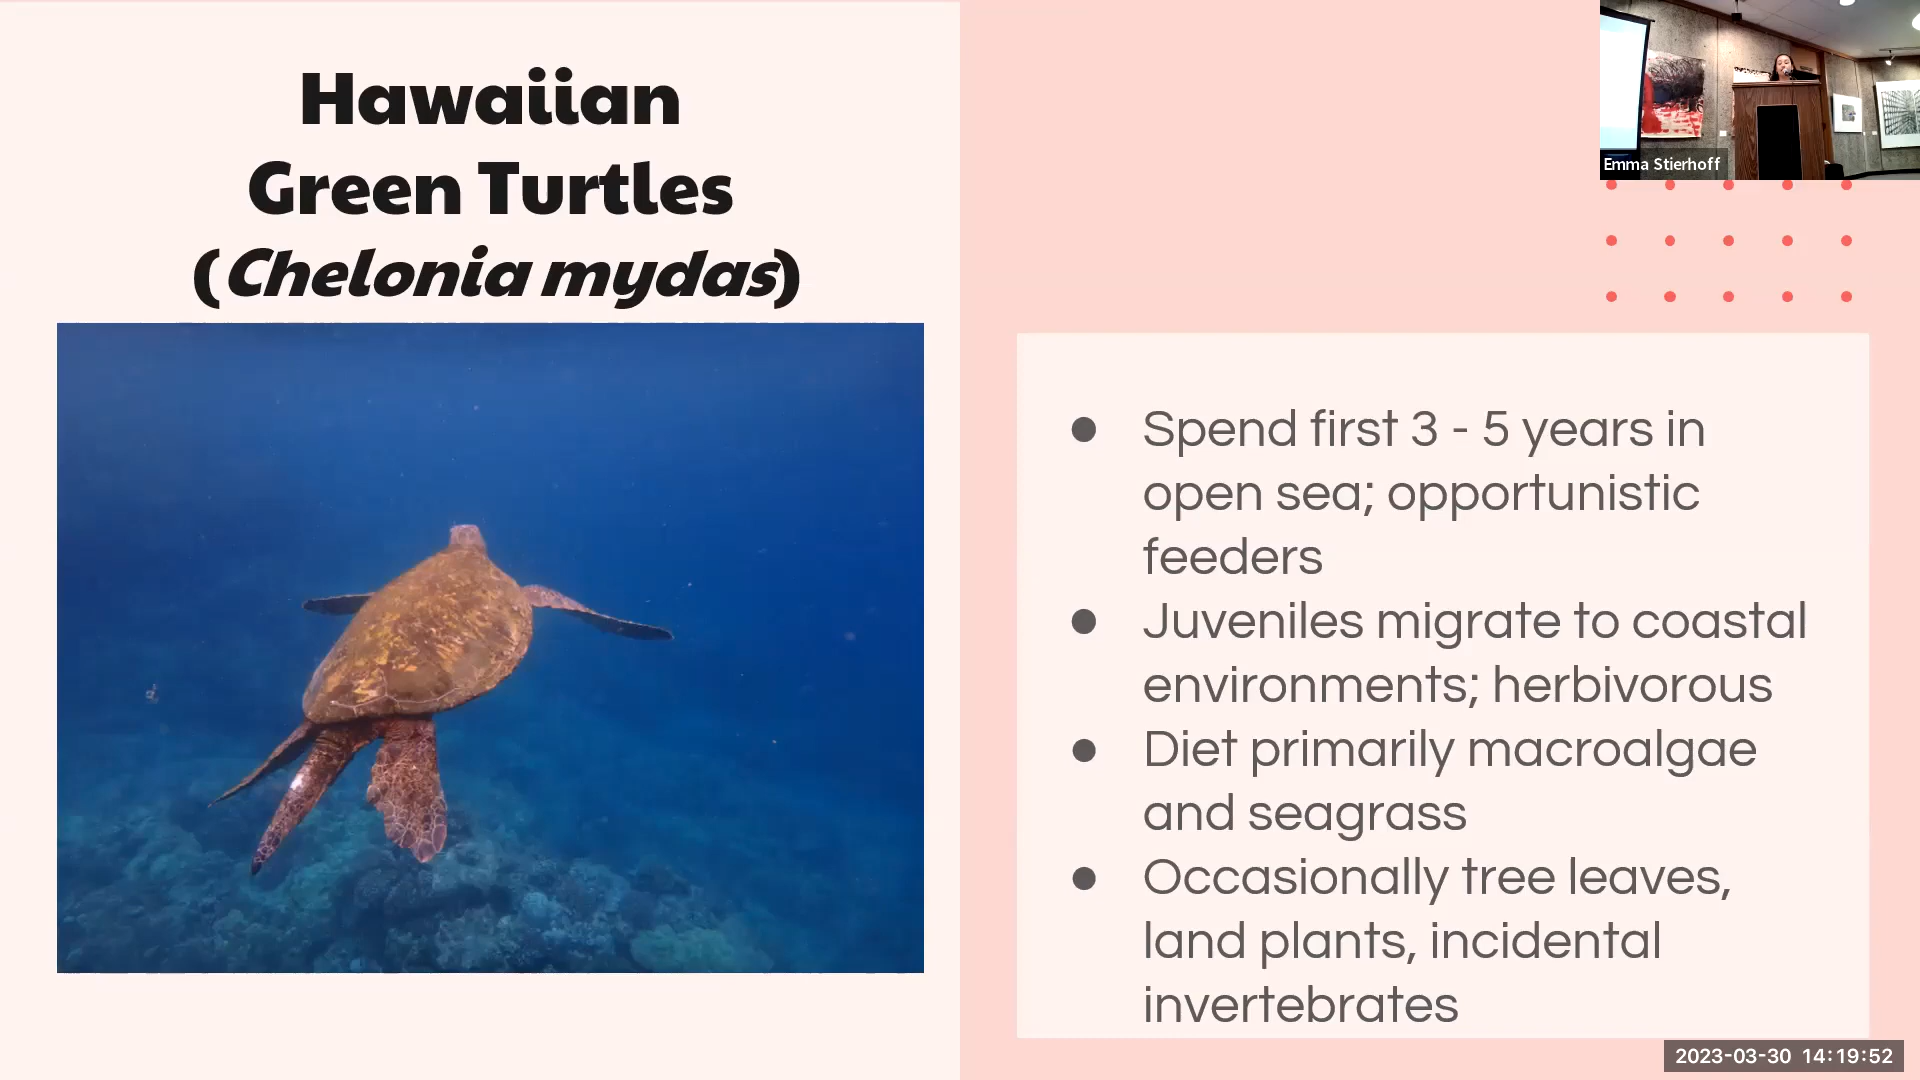 Hawaiian
Green Turtles
(Chelonia mydas)
Emma Stierhoff
● Spend first 3 - 5 years in
open sea; opportunistic
feeders
● Juveniles migrate to coastal
environments; herbivorous
● Diet primarily macroalgae
and seagrass
● Occasionally tree leaves,
land plants, incidental
invertebrates
2023-03-30 14:19:52